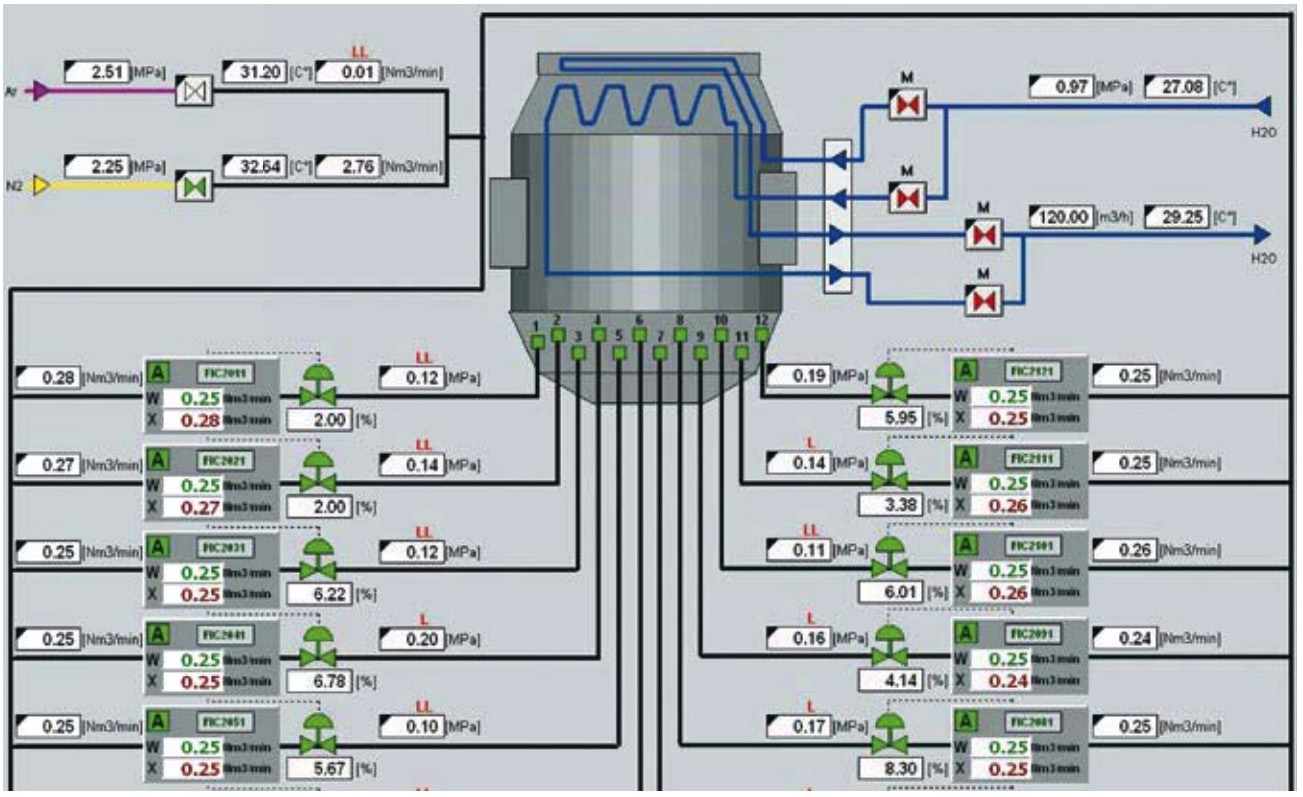 LL
2.51 [MPa] 31.20 [C°] 0.01 [Nm3/min]
Ar
2.25 [MPa] 32.64 [C°] 2.76 [Nm3/min]
N2
M
0.97 [MPa] 27.08 [C°]
H2O
M
M
120.00 [m3/h] 29.25 [C°]
H2O
M
1 2 3 4 5 6 7 8 9 10 11 12
LL
0.28 [Nm3/min] A FIC2011 0.12 [MPa]
W 0.25 Nm3/min
X 0.28 Nm3/min 2.00 [%]
LL
0.27 [Nm3/min] A FIC2021 0.14 [MPa]
W 0.25 Nm3/min
X 0.27 Nm3/min 2.00 [%]
LL
0.25 [Nm3/min] A FIC2031 0.12 [MPa]
W 0.25 Nm3/min
X 0.25 Nm3/min 6.22 [%]
L
0.25 [Nm3/min] A FIC2041 0.20 [MPa]
W 0.25 Nm3/min
X 0.25 Nm3/min 6.78 [%]
LL
0.25 [Nm3/min] A FIC2051 0.10 [MPa]
W 0.25 Nm3/min
X 0.25 Nm3/min 5.67 [%]
LL
0.19 [MPa] A FIC2121 0.25 [Nm3/min]
W 0.25 Nm3/min
5.95 [%] X 0.25 Nm3/min
L
0.14 [MPa] A FIC2111 0.25 [Nm3/min]
W 0.25 Nm3/min
3.38 [%] X 0.26 Nm3/min
LL
0.11 [MPa] A FIC2101 0.26 [Nm3/min]
W 0.25 Nm3/min
6.01 [%] X 0.26 Nm3/min
L
0.16 [MPa] A FIC2091 0.24 [Nm3/min]
W 0.25 Nm3/min
4.14 [%] X 0.24 Nm3/min
L
0.17 [MPa] A FIC2081 0.25 [Nm3/min]
W 0.25 Nm3/min
8.30 [%] X 0.25 Nm3/min
L